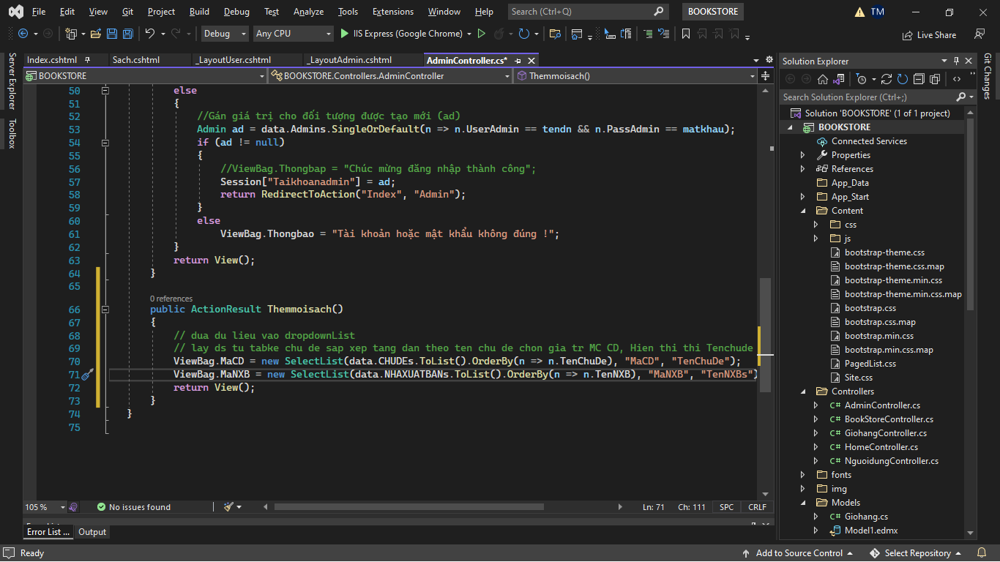 File Edit View Git Project Build Debug Test Analyze Tools Extensions Window Help Search (Ctrl+Q) BOOKSTORE TM
Debug Any CPU IIS Express (Google Chrome) Live Share
Server Explorer
Toolbox
Index.cshtml Sach.cshtml _LayoutUser.cshtml _LayoutAdmin.cshtml AdminController.cs*
BOOKSTORE BOOKSTORE.Controllers.AdminController Themmoisach()
50 else
51 {
52 //Gán giá trị cho đối tượng được tạo mới (ad)
53 Admin ad = data.Admins.SingleOrDefault(n => n.UserAdmin == tendn && n.PassAdmin == matkhau);
54 if (ad != null)
55 {
56 //ViewBag.Thongbap = "Chúc mừng đăng nhập thành công";
57 Session["Taikhoanadmin"] = ad;
58 return RedirectToAction("Index", "Admin");
59 }
60 else
61 ViewBag.Thongbao = "Tài khoản hoặc mật khẩu không đúng !";
62 }
63 return View();
64 }
65
0 references
66 public ActionResult Themmoisach()
67 {
68 // dua du lieu vao dropdownList
69 // lay ds tu tabke chu de sap xep tang dan theo ten chu de chon gia tr MC CD, Hien thi thi Tenchude
70 ViewBag.MaCD = new SelectList(data.CHUDEs.ToList().OrderBy(n => n.TenChuDe), "MaCD", "TenChuDe");
71 ViewBag.MaNXB = new SelectList(data.NHAXUATBANs.ToList().OrderBy(n => n.TenNXB), "MaNXB", "TenNXBs")
72 return View();
73 }
74 }
75
105 % No issues found Ln: 71 Ch: 111 SPC CRLF
Error List ... Output
Solution Explorer
Search Solution Explorer (Ctrl+;)
Solution 'BOOKSTORE' (1 of 1 project)
BOOKSTORE
Connected Services
Properties
References
App_Data
App_Start
Content
css
js
bootstrap-theme.css
bootstrap-theme.css.map
bootstrap-theme.min.css
bootstrap-theme.min.css.map
bootstrap.css
bootstrap.css.map
bootstrap.min.css
bootstrap.min.css.map
PagedList.css
Site.css
Controllers
C# AdminController.cs
C# BookStoreController.cs
C# GiohangController.cs
C# HomeController.cs
C# NguoidungController.cs
fonts
img
Models
C# Giohang.cs
Model1.edmx
Git Changes
Ready Add to Source Control Select Repository